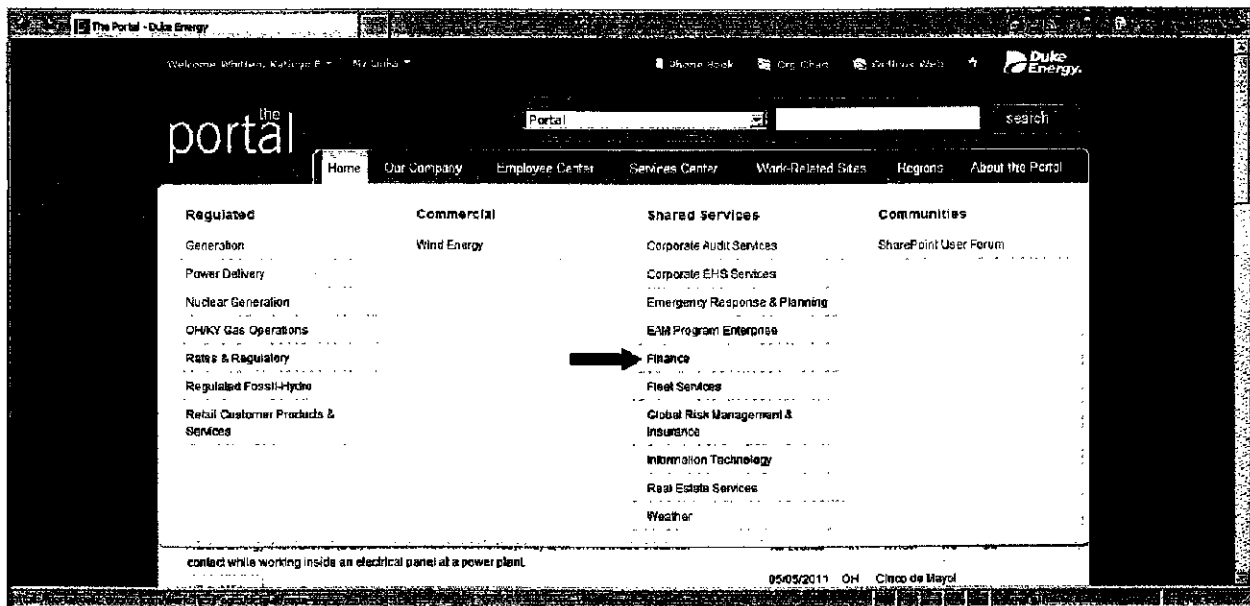 The Portal - Duke Energy
Welcome Whitten, Kathryn E My Links Phone Book Org Chart Duke Energy.
the portal
Portal search
Home Our Company Employee Center Services Center Work-Related Sites Regions About the Portal
Regulated Commercial Shared Services Communities
Generation Wind Energy Corporate Audit Services SharePoint User Forum
Power Delivery Corporate EHS Services
Nuclear Generation Emergency Response & Planning
OH/KY Gas Operations EAM Program Enterprise
Rates & Regulatory Finance
Regulated Fossil-Hydro Fleet Services
Retail Customer Products & Services Global Risk Management & Insurance
Information Technology
Real Estate Services
Weather
contact while working inside an electrical panel at a power plant.
05/05/2011 OH Cinco de Mayo!